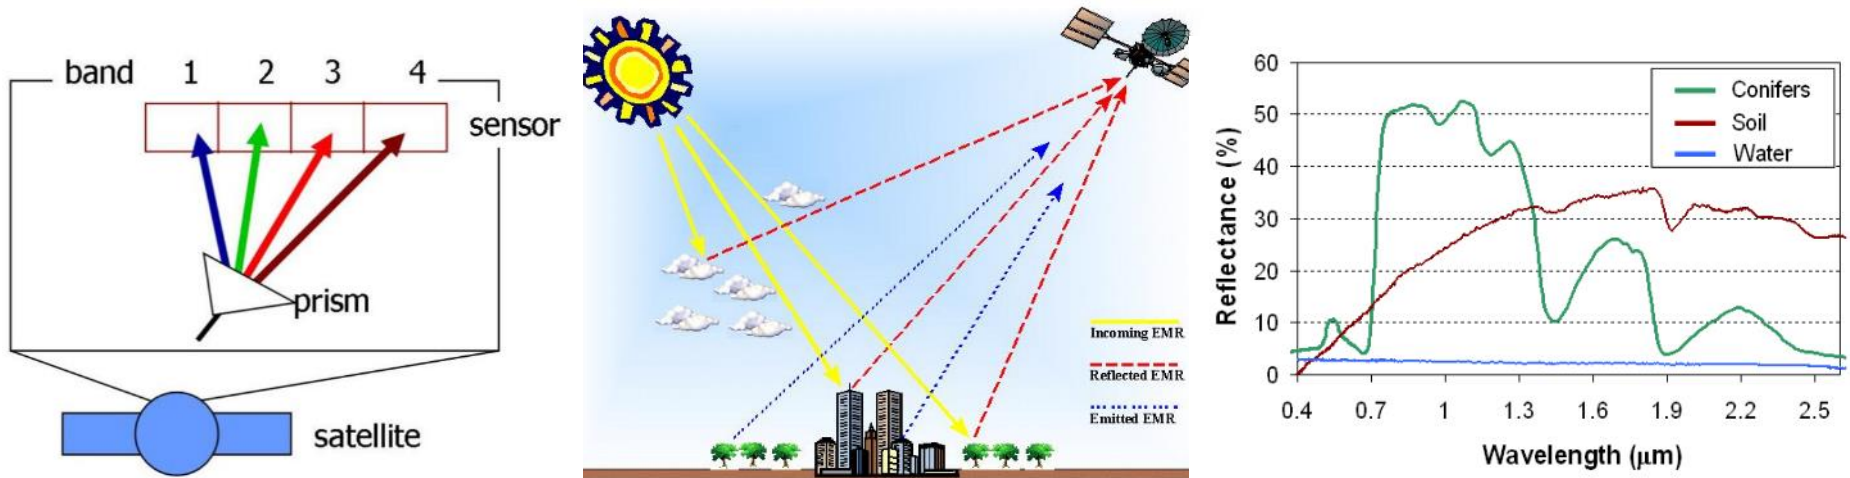 band 1 2 3 4
sensor
prism
satellite
Incoming EMR
Reflected EMR
Emitted EMR
Reflectance (%)
60
50
40
30
20
10
0
Conifers
Soil
Water
0.4 0.7 1 1.3 1.6 1.9 2.2 2.5
Wavelength (μm)